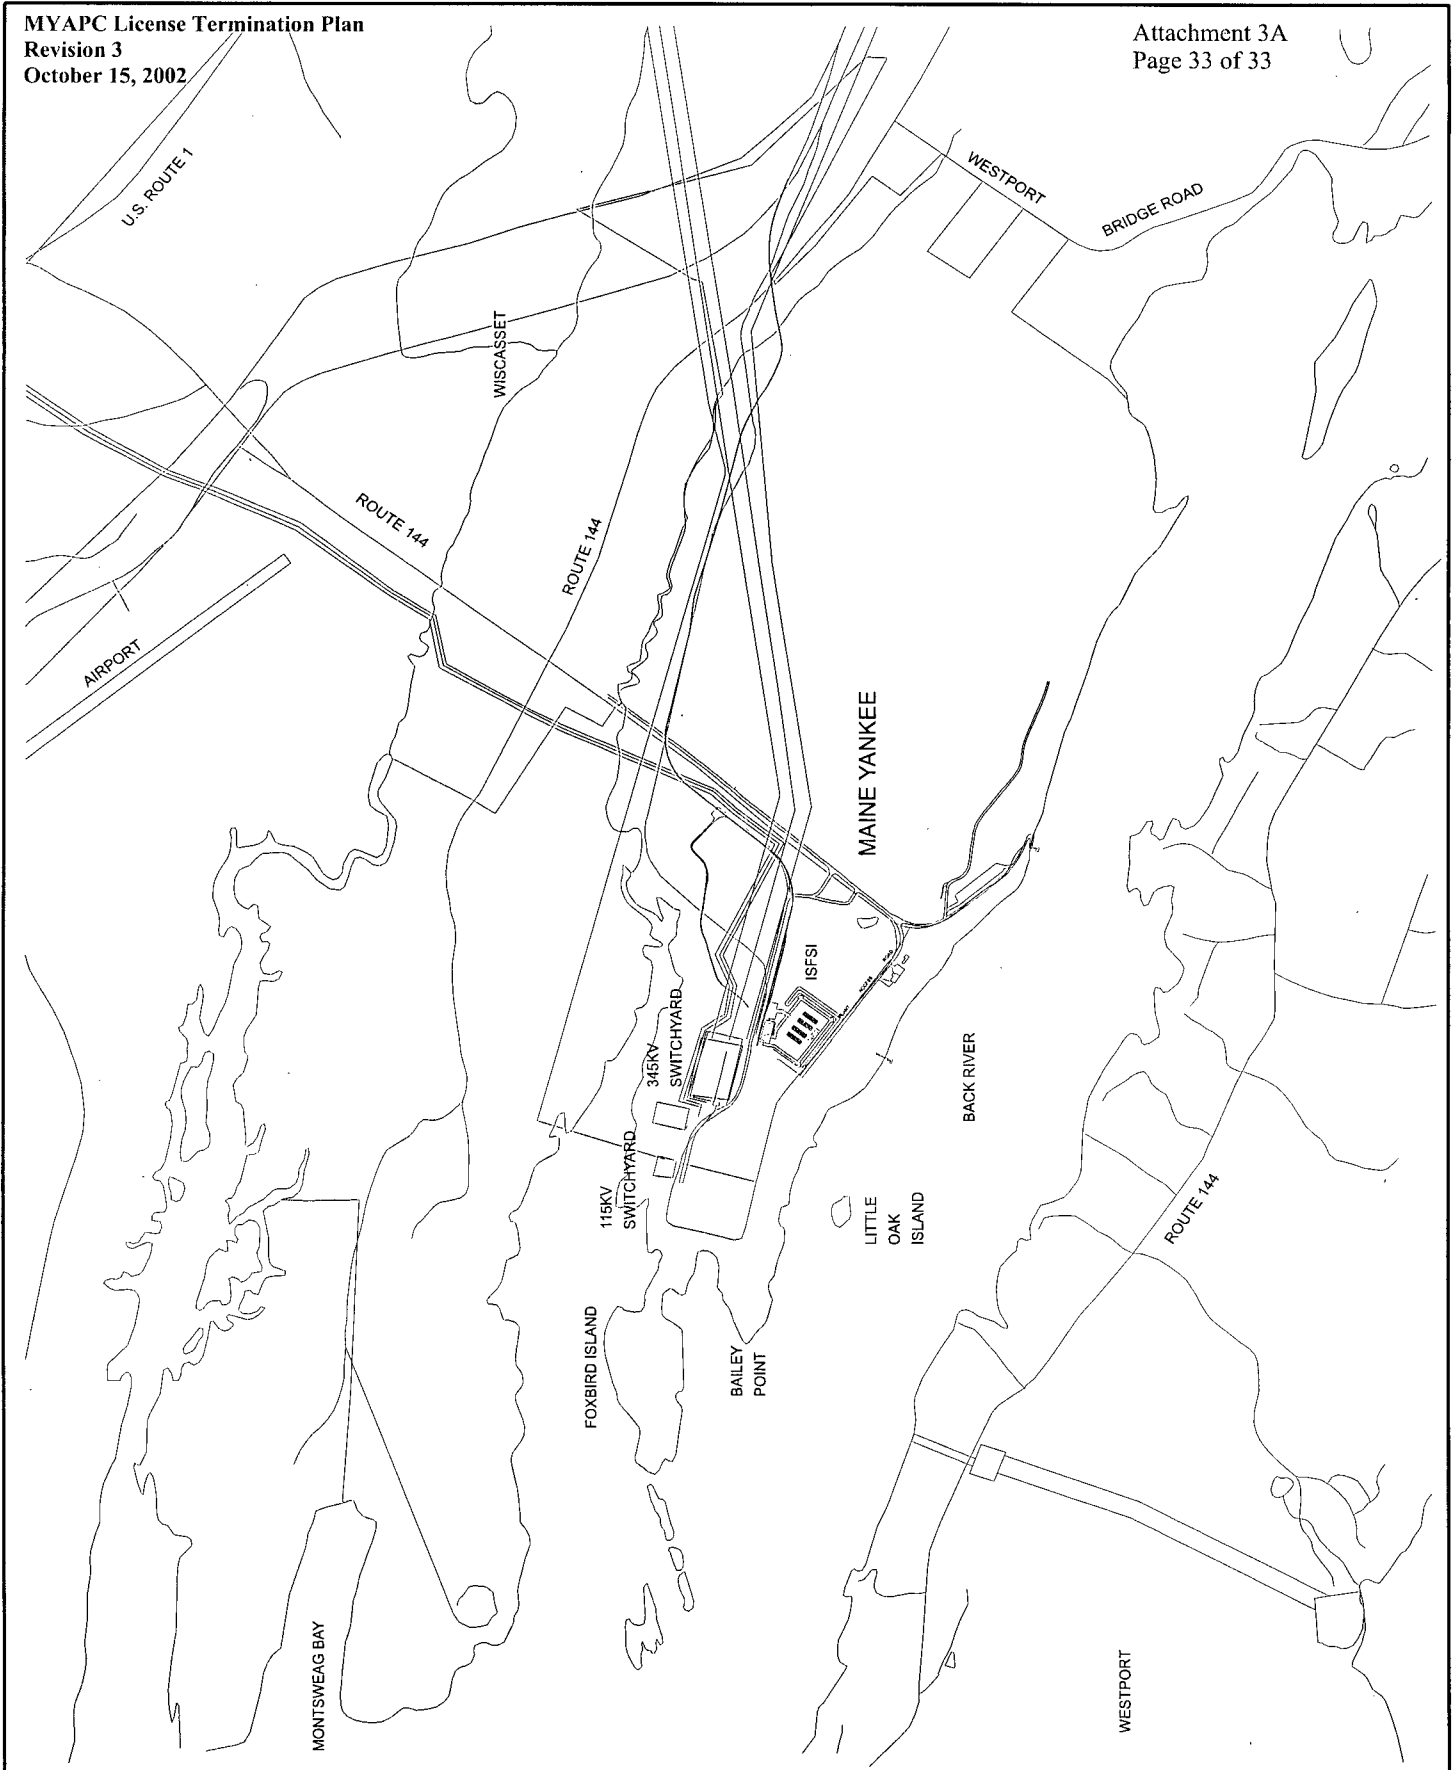 MYAPC License Termination Plan
Revision 3
October 15, 2002
Attachment 3A
Page 33 of 33
U.S. ROUTE 1
WESTPORT
BRIDGE ROAD
WISCASSET
ROUTE 144
ROUTE 144
AIRPORT
MAINE YANKEE
ISFSI
345KV
SWITCHYARD
115KV
SWITCHYARD
BACK RIVER
LITTLE
OAK
ISLAND
ROUTE 144
FOXBIRD ISLAND
BAILEY
POINT
MONTSWEAG BAY
WESTPORT